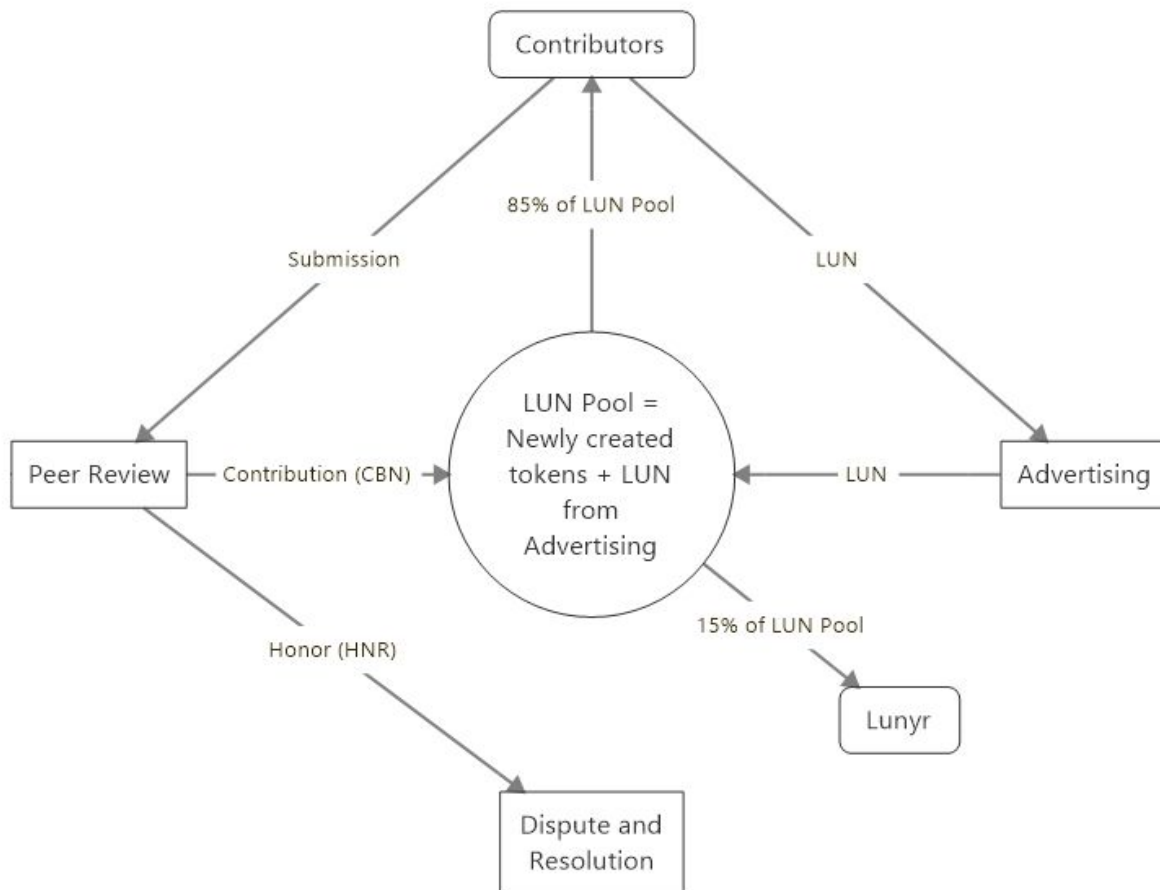 Contributors
85% of LUN Pool
Submission
LUN
LUN Pool =
Newly created
tokens + LUN
from
Advertising
Peer Review
Contribution (CBN)
LUN
Advertising
15% of LUN Pool
Honor (HNR)
Lunyr
Dispute and
Resolution